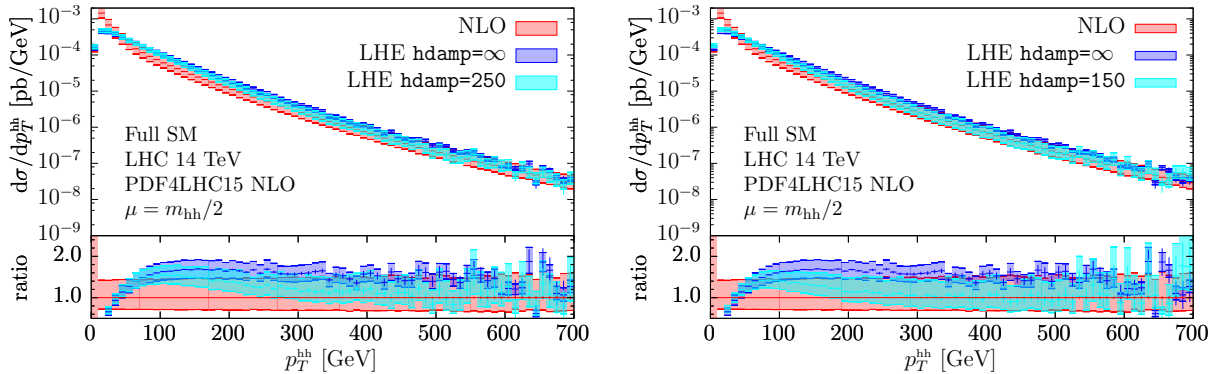 10⁻³
10⁻⁴
10⁻⁵
10⁻⁶
10⁻⁷
10⁻⁸
10⁻⁹
dσ/dp_T^hh [pb/GeV]
NLO
LHE hdamp=∞
LHE hdamp=250
Full SM
LHC 14 TeV
PDF4LHC15 NLO
μ = m_hh/2
2.0
1.0
ratio
0 100 200 300 400 500 600 700
p_T^hh [GeV]
10⁻³
10⁻⁴
10⁻⁵
10⁻⁶
10⁻⁷
10⁻⁸
10⁻⁹
dσ/dp_T^hh [pb/GeV]
NLO
LHE hdamp=∞
LHE hdamp=150
Full SM
LHC 14 TeV
PDF4LHC15 NLO
μ = m_hh/2
2.0
1.0
ratio
0 100 200 300 400 500 600 700
p_T^hh [GeV]